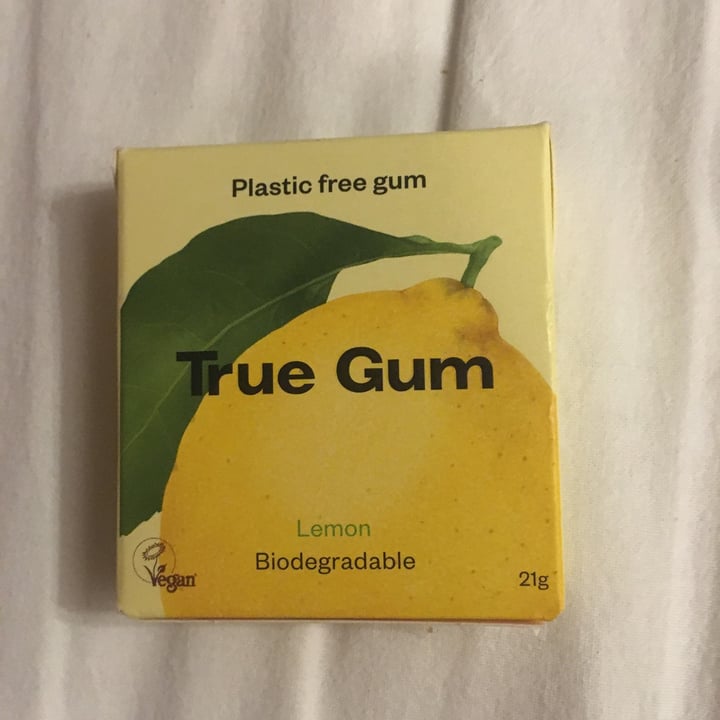 Plastic free gum
True Gum
Lemon
Biodegradable
Vegan
21g